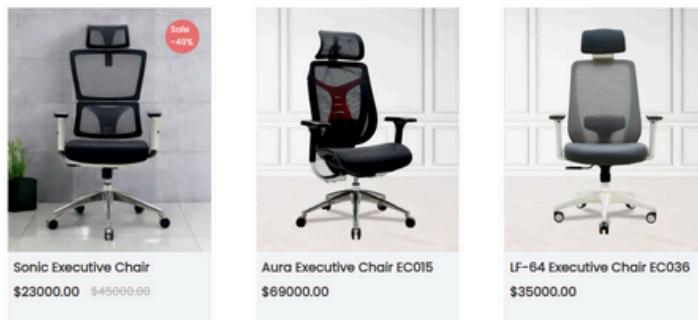 Sale
-49%
Sonic Executive Chair
$23000.00 $45000.00
Aura Executive Chair EC015
$69000.00
LF-64 Executive Chair EC036
$35000.00